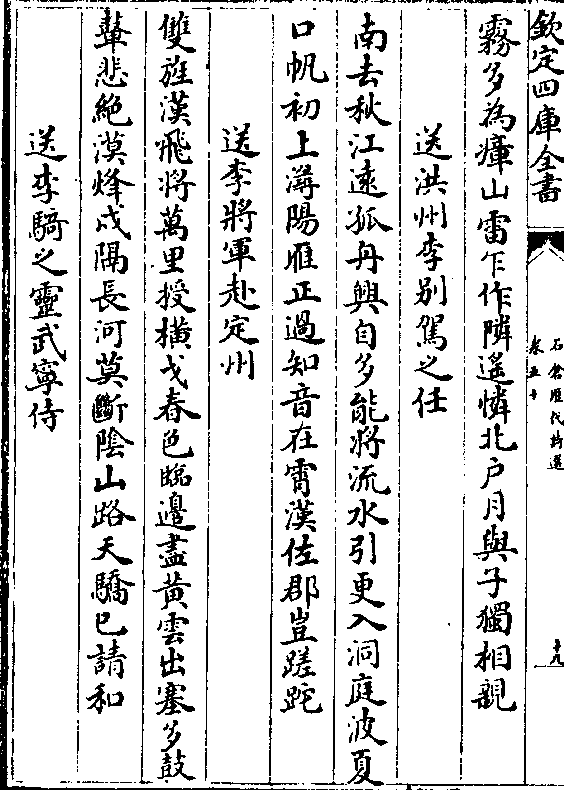 欽定四庫全書
石倉歷代詩選
卷五十
十九
霧多為瘴山雷乍作隣遥憐北户月與子獨相親
送洪州李别駕之任
南去秋江遠孤舟興自多能將流水引更入洞庭波夏
口帆初上潯陽雁正過知音在霄漢佐郡豈蹉跎
送李將軍赴定州
雙旌漢飛將萬里授横戈春色臨邊盡黄雲出塞多鼓
鼙悲絶漠烽戍隔長河莫斷隂山路天驕已請和
送李騎之靈武寧侍